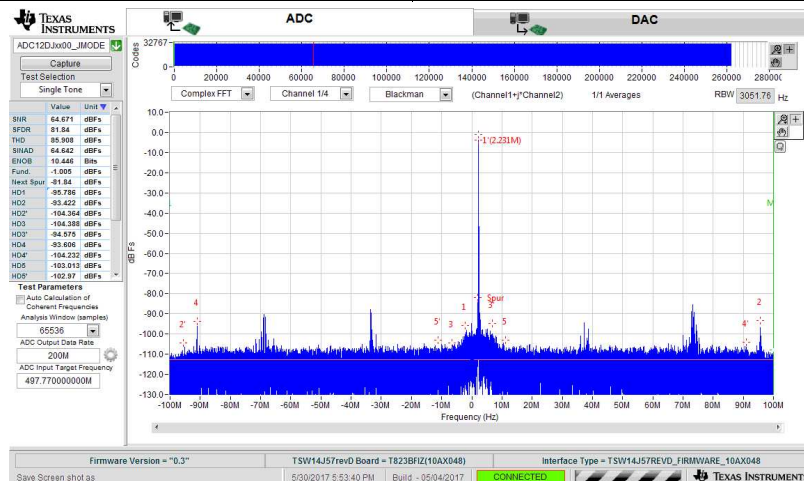 TEXAS INSTRUMENTS
ADC
DAC
ADC12DJxx00_JMODE
Capture
Test Selection
Single Tone
Value Unit
SNR 64.671 dBFs
SFDR 81.84 dBFs
THD 85.908 dBFs
SINAD 64.642 dBFs
ENOB 10.446 Bits
Fund. -1.005 dBFs
Next Spur -81.84 dBFs
HD1 -95.786 dBFs
HD2 -93.422 dBFs
HD2' -104.364 dBFs
HD3 -104.388 dBFs
HD3' -94.575 dBFs
HD4 -93.606 dBFs
HD4' -104.232 dBFs
HD5 -103.013 dBFs
HD5' -102.97 dBFs
Test Parameters
Auto Calculation of
Coherent Frequencies
Analysis Window (samples)
65536
ADC Output Data Rate
200M
ADC Input Target Frequency
497.770000000M
Codes
32767
0
0 20000 40000 60000 80000 100000 120000 140000 160000 180000 200000 220000 240000 260000 280000
Complex FFT
Channel 1/4
Blackman
(Channel1+j*Channel2)
1/1 Averages
RBW 3051.76 Hz
dB Fs
10.0
0.0
-10.0
-20.0
-30.0
-40.0
-50.0
-60.0
-70.0
-80.0
-90.0
-100.0
-110.0
-120.0
-130.0
1'(2.231M)
M
Spur
4
2'
5'
3
1
3'
5
2
4'
-100M -90M -80M -70M -60M -50M -40M -30M -20M -10M 0 10M 20M 30M 40M 50M 60M 70M 80M 90M 100M
Frequency (Hz)
Firmware Version = "0.3"
TSW14J57revD Board = T823BFIZ(10AX048)
Interface Type = TSW14J57REVD_FIRMWARE_10AX048
Save Screen shot as
5/30/2017 5:53:40 PM
Build - 05/04/2017
CONNECTED
TEXAS INSTRUMENTS